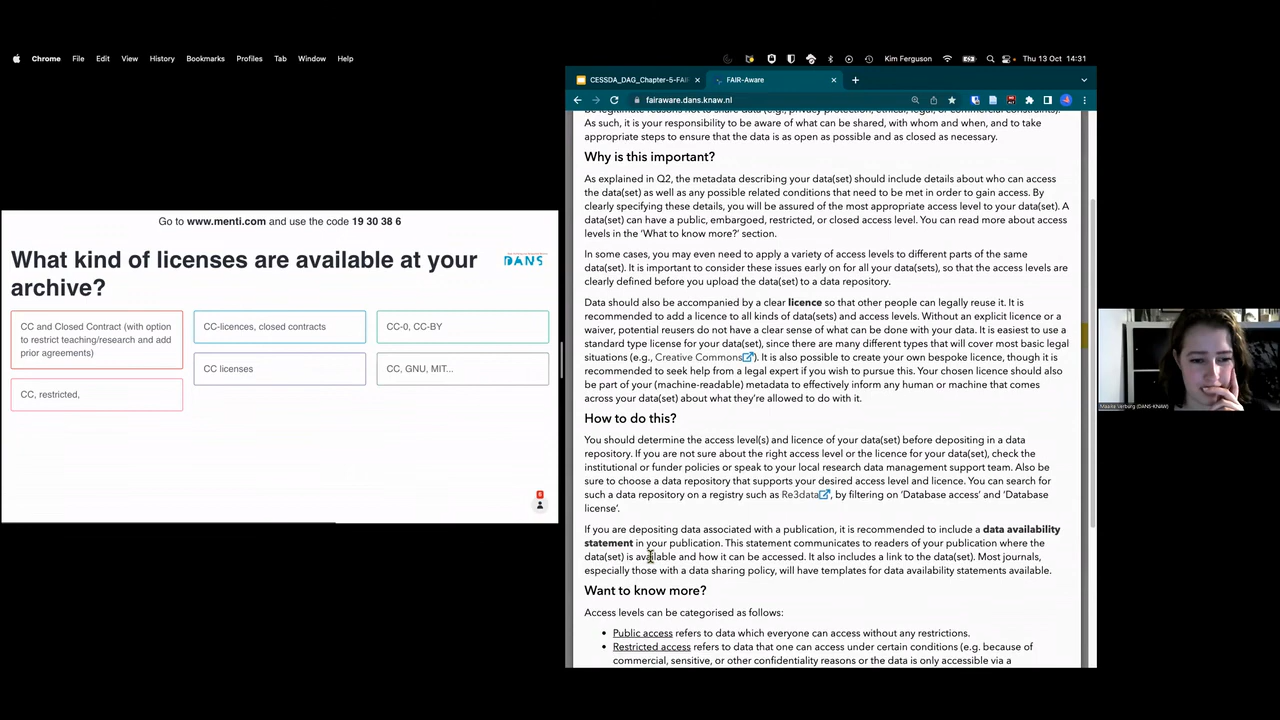 Chrome File Edit View History Bookmarks Profiles Tab Window Help
Kim Ferguson Thu 13 Oct 14:31
CESSDA_DAG_Chapter-5-FAI
FAIR-Aware
fairaware.dans.knaw.nl
Go to www.menti.com and use the code 19 30 38 6
What kind of licenses are available at your
archive?
DANS
CC and Closed Contract (with option
to restrict teaching/research and add
prior agreements)
CC-licences, closed contracts
CC-0, CC-BY
CC licenses
CC, GNU, MIT...
CC, restricted,
6
As such, it is your responsibility to be aware of what can be shared, with whom and when, and to take
appropriate steps to ensure that the data is as open as possible and as closed as necessary.
Why is this important?
As explained in Q2, the metadata describing your data(set) should include details about who can access
the data(set) as well as any possible related conditions that need to be met in order to gain access. By
clearly specifying these details, you will be assured of the most appropriate access level to your data(set). A
data(set) can have a public, embargoed, restricted, or closed access level. You can read more about access
levels in the 'What to know more?' section.
In some cases, you may even need to apply a variety of access levels to different parts of the same
data(set). It is important to consider these issues early on for all your data(sets), so that the access levels are
clearly defined before you upload the data(set) to a data repository.
Data should also be accompanied by a clear licence so that other people can legally reuse it. It is
recommended to add a licence to all kinds of data(sets) and access levels. Without an explicit licence or a
waiver, potential reusers do not have a clear sense of what can be done with your data. It is easiest to use a
standard type license for your data(set), since there are many different types that will cover most basic legal
situations (e.g., Creative Commons). It is also possible to create your own bespoke licence, though it is
recommended to seek help from a legal expert if you wish to pursue this. Your chosen licence should also
be part of your (machine-readable) metadata to effectively inform any human or machine that comes
across your data(set) about what they're allowed to do with it.
How to do this?
You should determine the access level(s) and licence of your data(set) before depositing in a data
repository. If you are not sure about the right access level or the licence for your data(set), check the
institutional or funder policies or speak to your local research data management support team. Also be
sure to choose a data repository that supports your desired access level and licence. You can search for
such a data repository on a registry such as Re3data, by filtering on 'Database access' and 'Database
license'.
If you are depositing data associated with a publication, it is recommended to include a data availability
statement in your publication. This statement communicates to readers of your publication where the
data(set) is available and how it can be accessed. It also includes a link to the data(set). Most journals,
especially those with a data sharing policy, will have templates for data availability statements available.
Want to know more?
Access levels can be categorised as follows:
• Public access refers to data which everyone can access without any restrictions.
• Restricted access refers to data that one can access under certain conditions (e.g. because of
commercial, sensitive, or other confidentiality reasons or the data is only accessible via a
Maaike Verburg (DANS-KNAW)